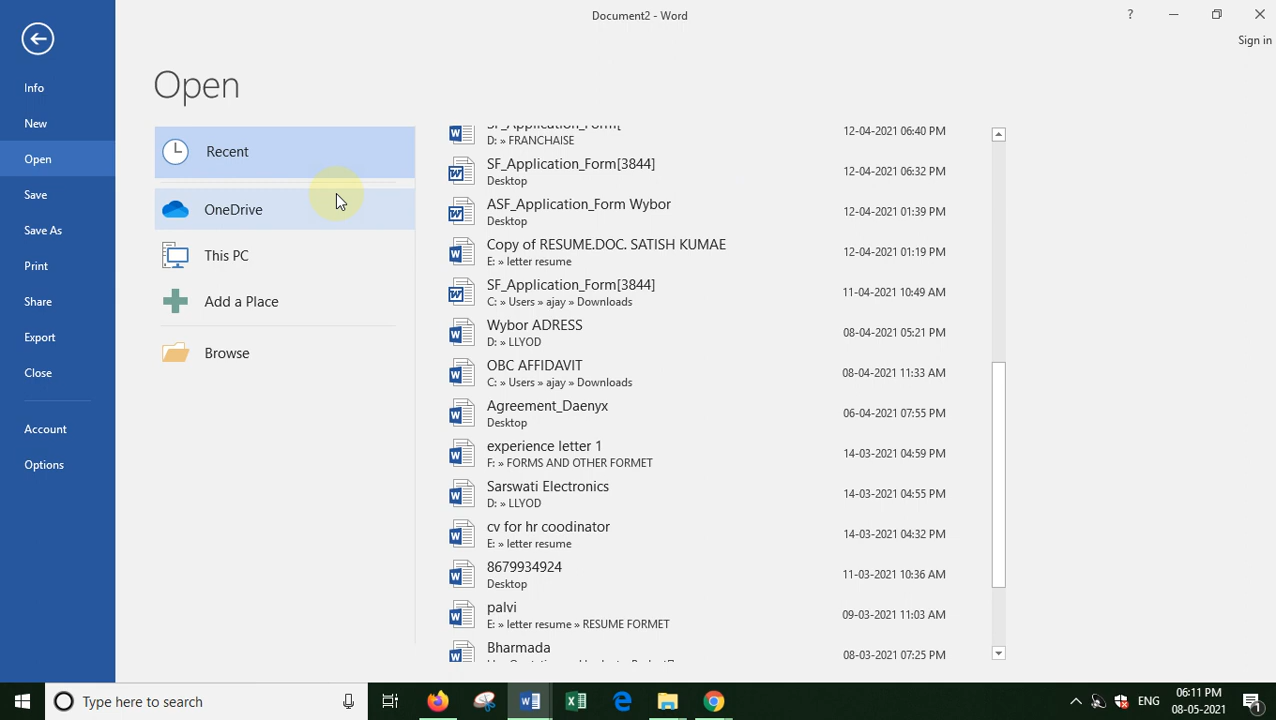 Document2 - Word
?
Sign in
Info
New
Open
Save
Save As
Print
Share
Export
Close
Account
Options
Open
Recent
OneDrive
This PC
Add a Place
Browse
SF_Application_Form[
D: » FRANCHAISE
12-04-2021 06:40 PM
SF_Application_Form[3844]
Desktop
12-04-2021 06:32 PM
ASF_Application_Form Wybor
Desktop
12-04-2021 01:39 PM
Copy of RESUME.DOC. SATISH KUMAE
E: » letter resume
12-04-2021 01:19 PM
SF_Application_Form[3844]
C: » Users » ajay » Downloads
11-04-2021 10:49 AM
Wybor ADRESS
D: » LLYOD
08-04-2021 05:21 PM
OBC AFFIDAVIT
C: » Users » ajay » Downloads
08-04-2021 11:33 AM
Agreement_Daenyx
Desktop
06-04-2021 07:55 PM
experience letter 1
F: » FORMS AND OTHER FORMET
14-03-2021 04:59 PM
Sarswati Electronics
D: » LLYOD
14-03-2021 04:55 PM
cv for hr coodinator
E: » letter resume
14-03-2021 04:32 PM
8679934924
Desktop
11-03-2021 10:36 AM
palvi
E: » letter resume » RESUME FORMET
09-03-2021 11:03 AM
Bharmada
08-03-2021 07:25 PM
Type here to search
ENG
06:11 PM
08-05-2021
1